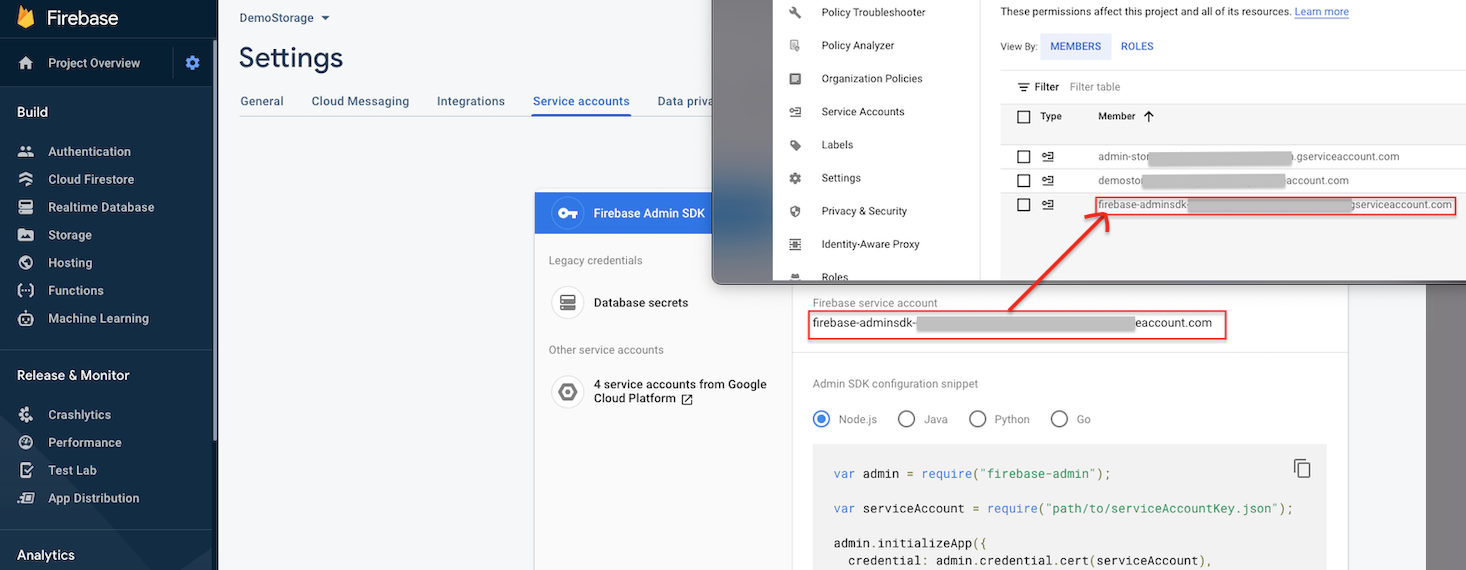 Firebase
Project Overview
Build
Authentication
Cloud Firestore
Realtime Database
Storage
Hosting
Functions
Machine Learning
Release & Monitor
Crashlytics
Performance
Test Lab
App Distribution
Analytics
DemoStorage
Settings
General Cloud Messaging Integrations Service accounts Data priva
Firebase Admin SDK
Legacy credentials
Database secrets
Other service accounts
4 service accounts from Google
Cloud Platform
Policy Troubleshooter
Policy Analyzer
Organization Policies
Service Accounts
Labels
Settings
Privacy & Security
Identity-Aware Proxy
Roles
These permissions affect this project and all of its resources. Learn more
View By: MEMBERS ROLES
Filter Filter table
Type Member
admin-stor .gserviceaccount.com
demostor account.com
firebase-adminsdk gserviceaccount.com
Firebase service account
firebase-adminsdk- eaccount.com
Admin SDK configuration snippet
Node.js Java Python Go
var admin = require("firebase-admin");
var serviceAccount = require("path/to/serviceAccountKey.json");
admin.initializeApp({
credential: admin.credential.cert(serviceAccount),